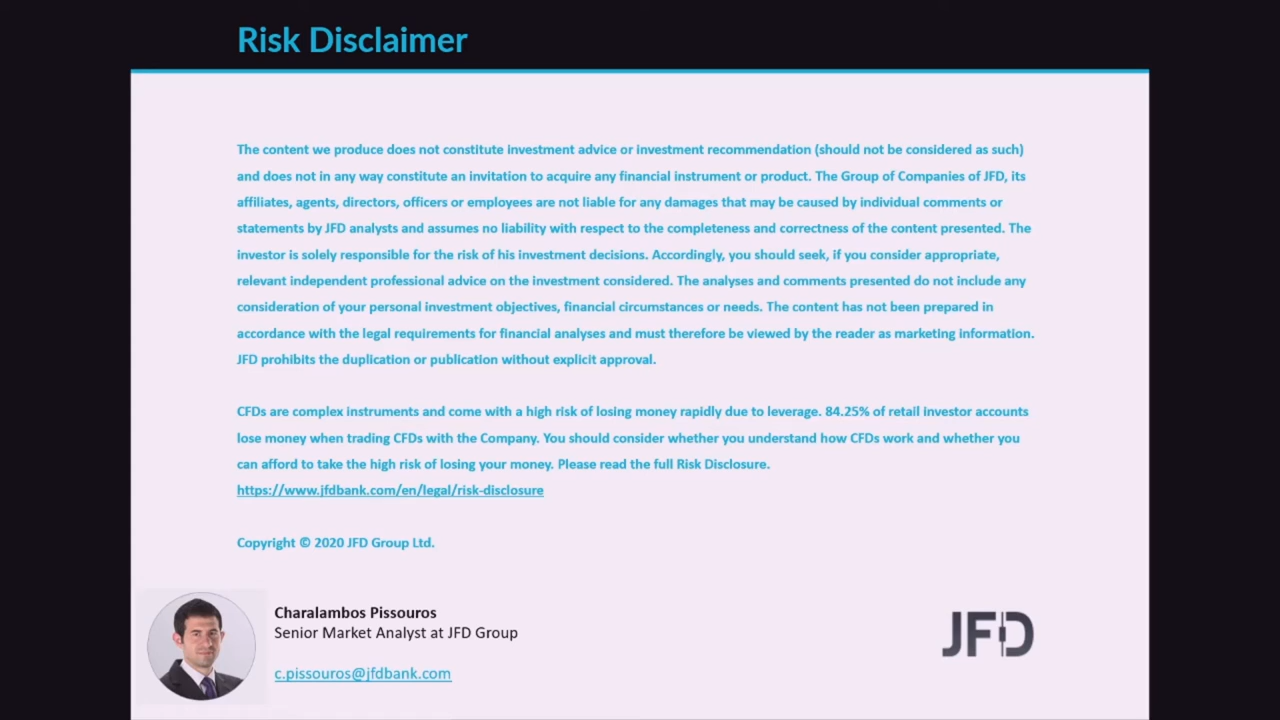 Risk Disclaimer
The content we produce does not constitute investment advice or investment recommendation (should not be considered as such)
and does not in any way constitute an invitation to acquire any financial instrument or product. The Group of Companies of JFD, its
affiliates, agents, directors, officers or employees are not liable for any damages that may be caused by individual comments or
statements by JFD analysts and assumes no liability with respect to the completeness and correctness of the content presented. The
investor is solely responsible for the risk of his investment decisions. Accordingly, you should seek, if you consider appropriate,
relevant independent professional advice on the investment considered. The analyses and comments presented do not include any
consideration of your personal investment objectives, financial circumstances or needs. The content has not been prepared in
accordance with the legal requirements for financial analyses and must therefore be viewed by the reader as marketing information.
JFD prohibits the duplication or publication without explicit approval.
CFDs are complex instruments and come with a high risk of losing money rapidly due to leverage. 84.25% of retail investor accounts
lose money when trading CFDs with the Company. You should consider whether you understand how CFDs work and whether you
can afford to take the high risk of losing your money. Please read the full Risk Disclosure.
https://www.jfdbank.com/en/legal/risk-disclosure
Copyright © 2020 JFD Group Ltd.
Charalambos Pissouros
Senior Market Analyst at JFD Group
c.pissouros@jfdbank.com
JFD